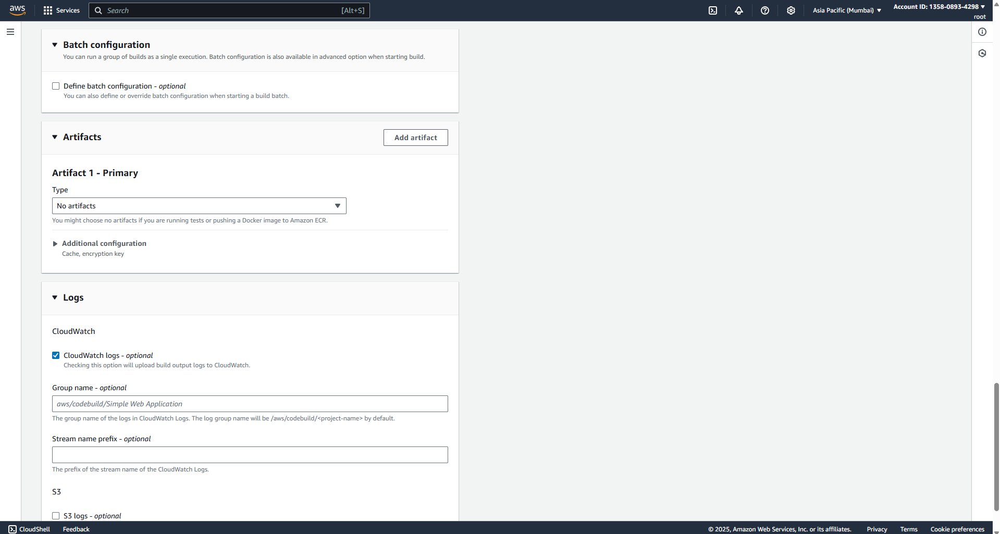 aws
Services
Search
[Alt+S]
Asia Pacific (Mumbai)
Account ID: 1358-0893-4298
root
Batch configuration
You can run a group of builds as a single execution. Batch configuration is also available in advanced option when starting build.
Define batch configuration - optional
You can also define or override batch configuration when starting a build batch.
Artifacts
Add artifact
Artifact 1 - Primary
Type
No artifacts
You might choose no artifacts if you are running tests or pushing a Docker image to Amazon ECR.
Additional configuration
Cache, encryption key
Logs
CloudWatch
CloudWatch logs - optional
Checking this option will upload build output logs to CloudWatch.
Group name - optional
aws/codebuild/Simple Web Application
The group name of the logs in CloudWatch Logs. The log group name will be /aws/codebuild/<project-name> by default.
Stream name prefix - optional
The prefix of the stream name of the CloudWatch Logs.
S3
S3 logs - optional
CloudShell
Feedback
© 2025, Amazon Web Services, Inc. or its affiliates.
Privacy
Terms
Cookie preferences